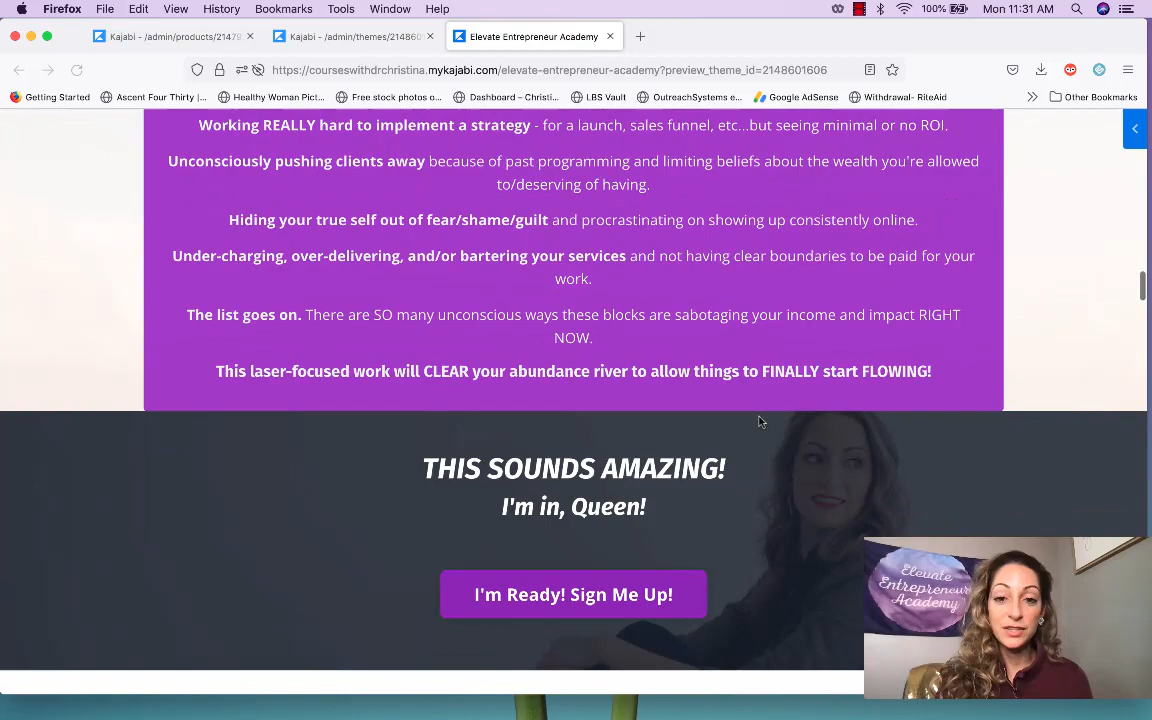 Firefox File Edit View History Bookmarks Tools Window Help 100% Mon 11:31 AM
Kajabi - /admin/products/21479 Kajabi - /admin/themes/2148601 Elevate Entrepreneur Academy
https://courseswithdrchristina.mykajabi.com/elevate-entrepreneur-academy?preview_theme_id=2148601606
Getting Started Ascent Four Thirty |... Healthy Woman Pict... Free stock photos o... Dashboard – Christi... LBS Vault OutreachSystems e... Google AdSense Withdrawal- RiteAid Other Bookmarks
Working REALLY hard to implement a strategy - for a launch, sales funnel, etc...but seeing minimal or no ROI.
Unconsciously pushing clients away because of past programming and limiting beliefs about the wealth you're allowed
to/deserving of having.
Hiding your true self out of fear/shame/guilt and procrastinating on showing up consistently online.
Under-charging, over-delivering, and/or bartering your services and not having clear boundaries to be paid for your
work.
The list goes on. There are SO many unconscious ways these blocks are sabotaging your income and impact RIGHT
NOW.
This laser-focused work will CLEAR your abundance river to allow things to FINALLY start FLOWING!
THIS SOUNDS AMAZING!
I'm in, Queen!
I'm Ready! Sign Me Up!
Elevate
Entrepreneur
Academy